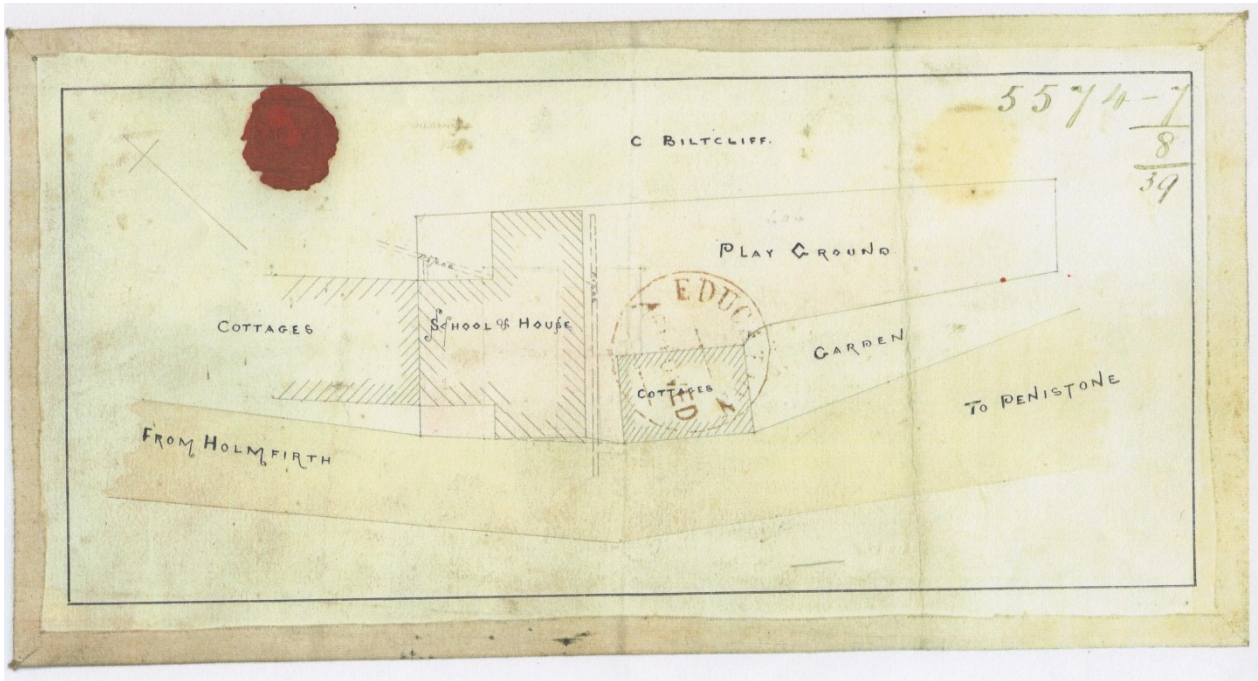 5574-7
8
39
C BILTCLIFF.
PLAY GROUND
SCHOOL & HOUSE
COTTAGES
GARDEN
COTTAGES
TO PENISTONE
FROM HOLMFIRTH